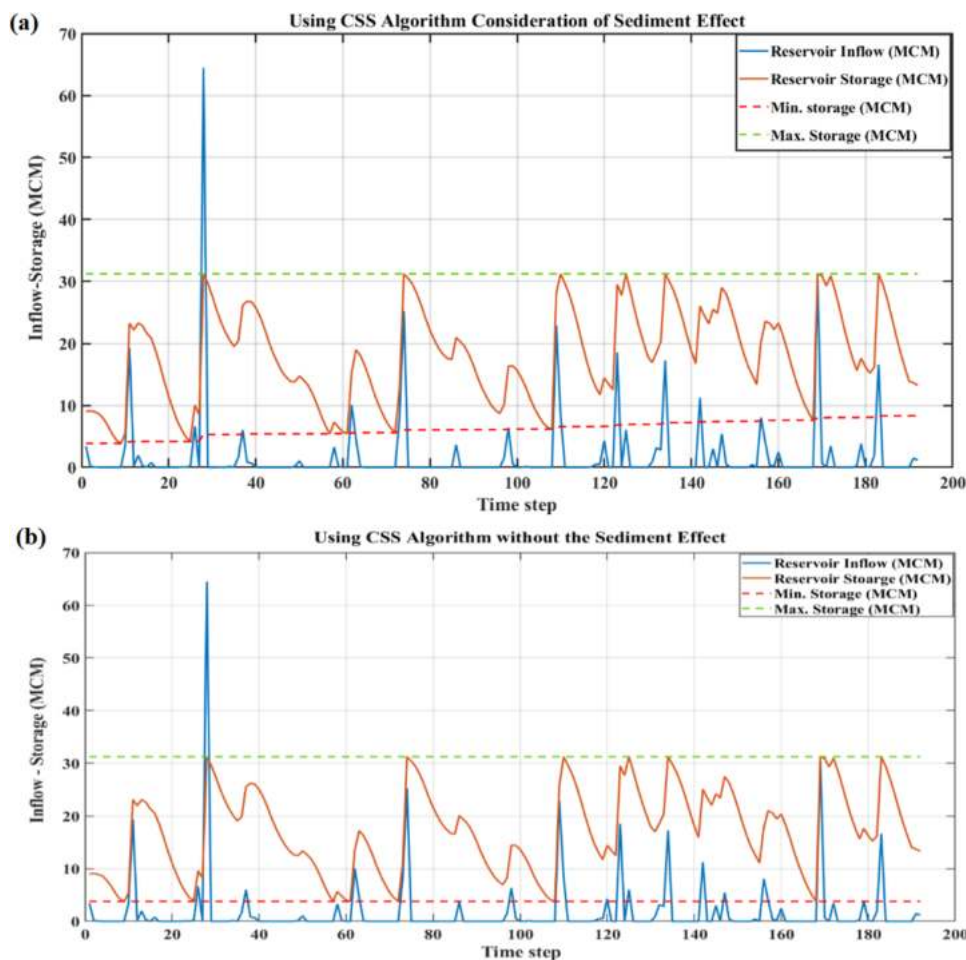 (a)
Using CSS Algorithm Consideration of Sediment Effect
70
60
50
40
30
20
10
0
Inflow-Storage (MCM)
Reservoir Inflow (MCM)
Reservoir Storage (MCM)
Min. storage (MCM)
Max. Storage (MCM)
0 20 40 60 80 100 120 140 160 180 200
Time step
(b)
Using CSS Algorithm without the Sediment Effect
70
60
50
40
30
20
10
0
Inflow - Storage (MCM)
Reservoir Inflow (MCM)
Reservoir Stoarge (MCM)
Min. Storage (MCM)
Max. Storage (MCM)
0 20 40 60 80 100 120 140 160 180 200
Time step